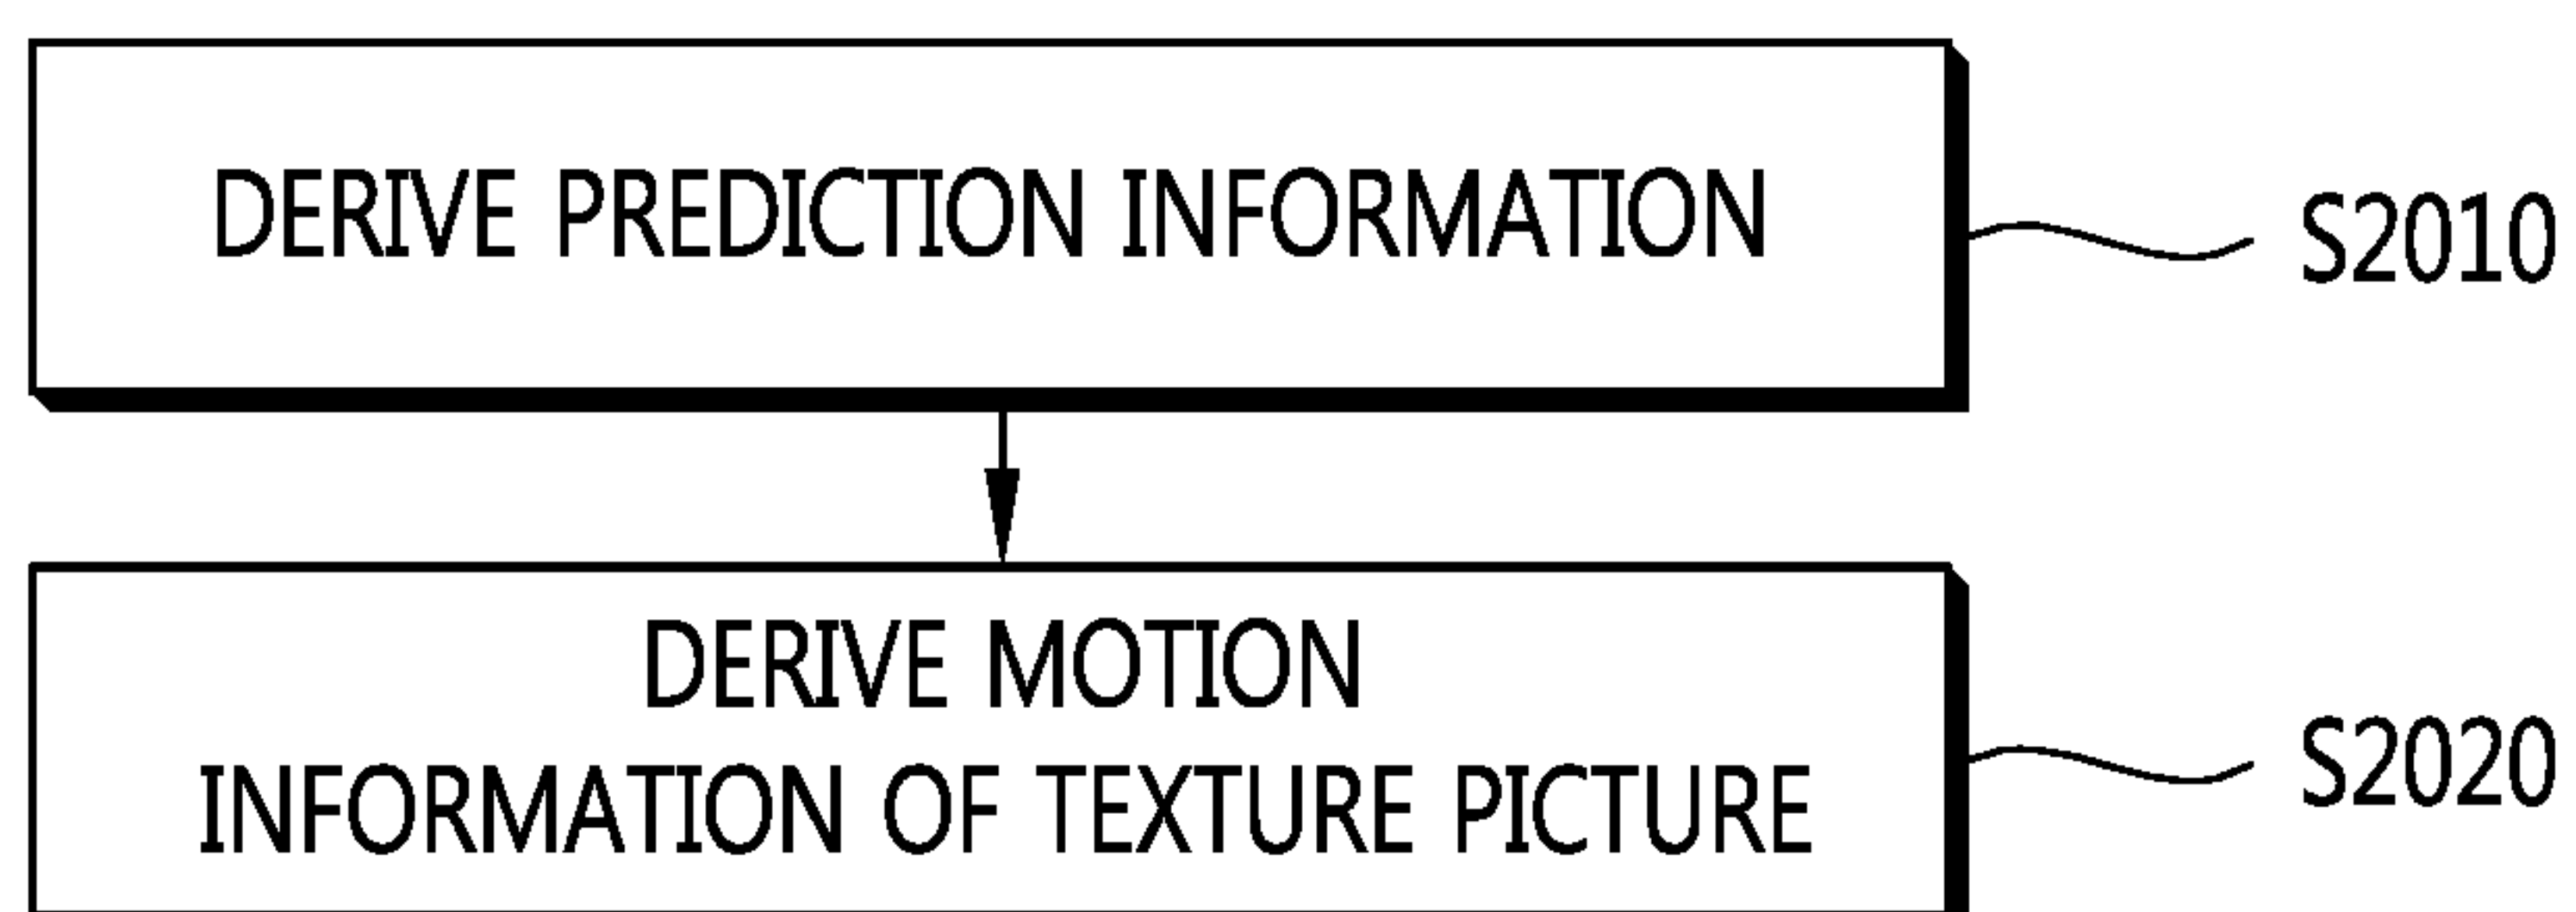 DERIVE PREDICTION INFORMATION
S2010
DERIVE MOTION
INFORMATION OF TEXTURE PICTURE
S2020